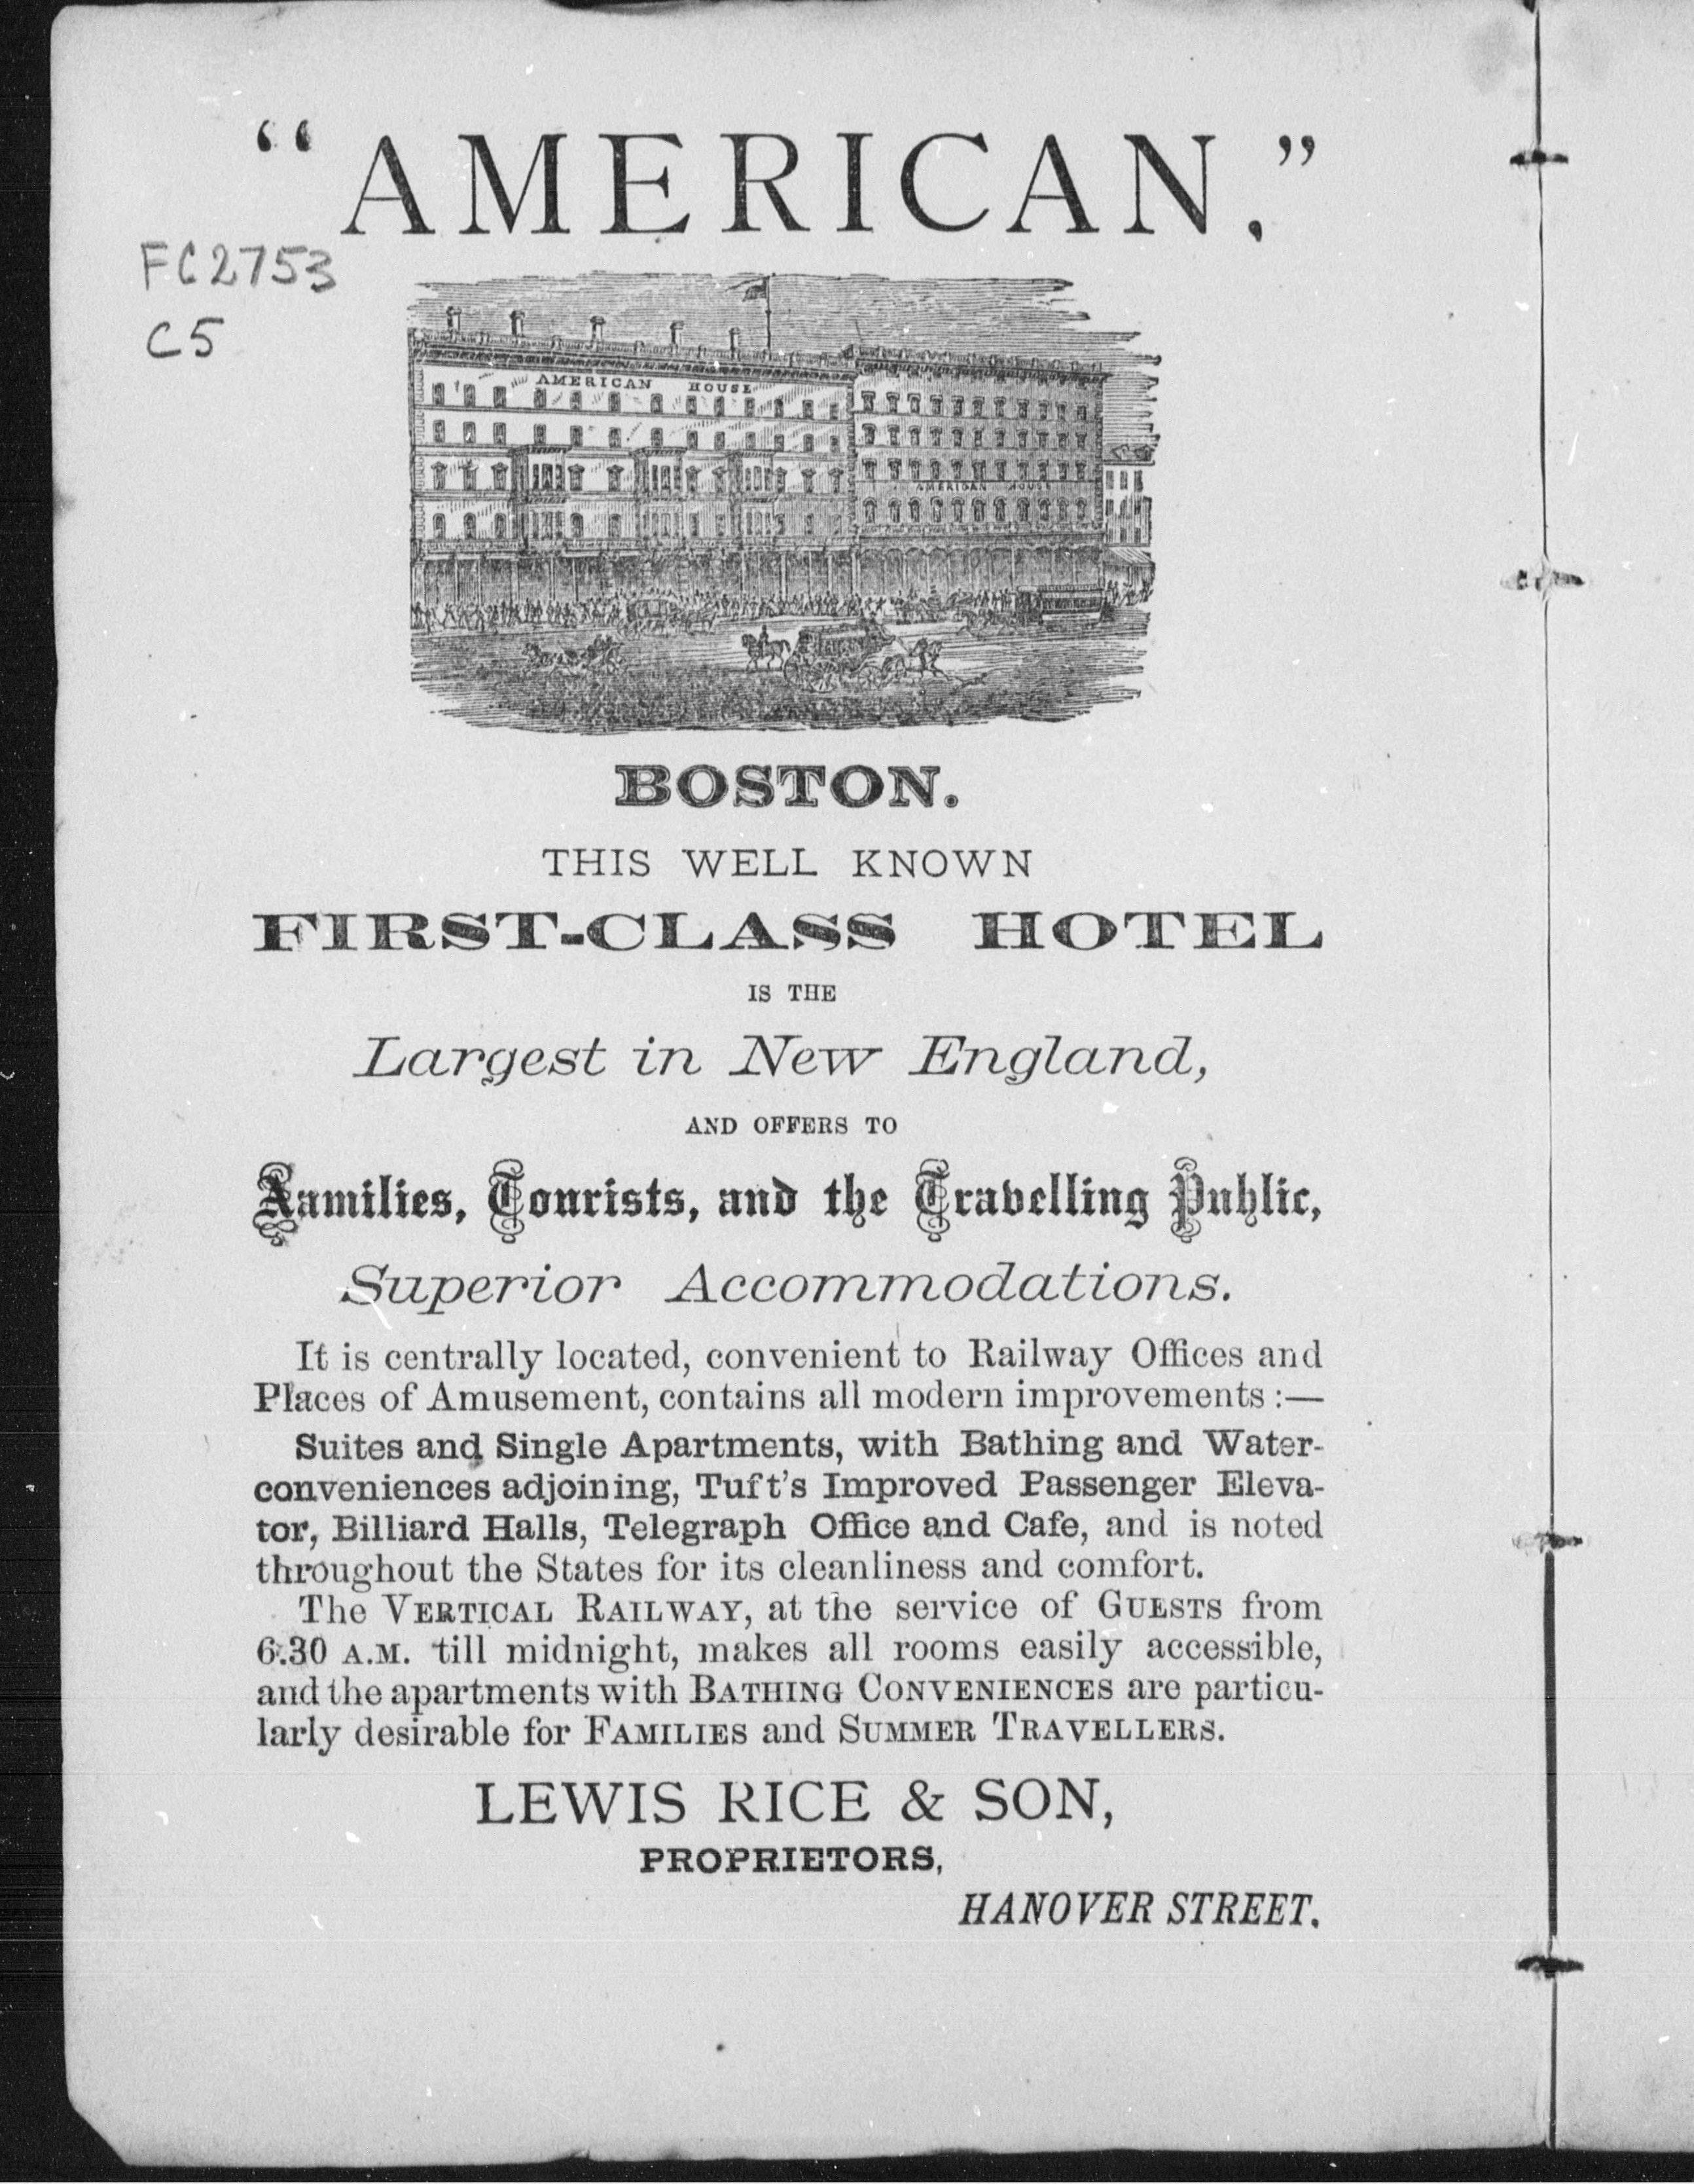 “AMERICAN,”
FC2753
C5
AMERICAN HOUSE
AMERICAN HOUSE
BOSTON.
THIS WELL KNOWN
FIRST-CLASS HOTEL
IS THE
Largest in New England,
AND OFFERS TO
Families, Tourists, and the Travelling Public,
Superior Accommodations.
It is centrally located, convenient to Railway Offices and
Places of Amusement, contains all modern improvements :—
Suites and Single Apartments, with Bathing and Water-
conveniences adjoining, Tuft’s Improved Passenger Eleva-
tor, Billiard Halls, Telegraph Office and Cafe, and is noted
throughout the States for its cleanliness and comfort.
The VERTICAL RAILWAY, at the service of GUESTS from
6.30 A.M. till midnight, makes all rooms easily accessible,
and the apartments with BATHING CONVENIENCES are particu-
larly desirable for FAMILIES and SUMMER TRAVELLERS.
LEWIS RICE & SON,
PROPRIETORS,
HANOVER STREET.